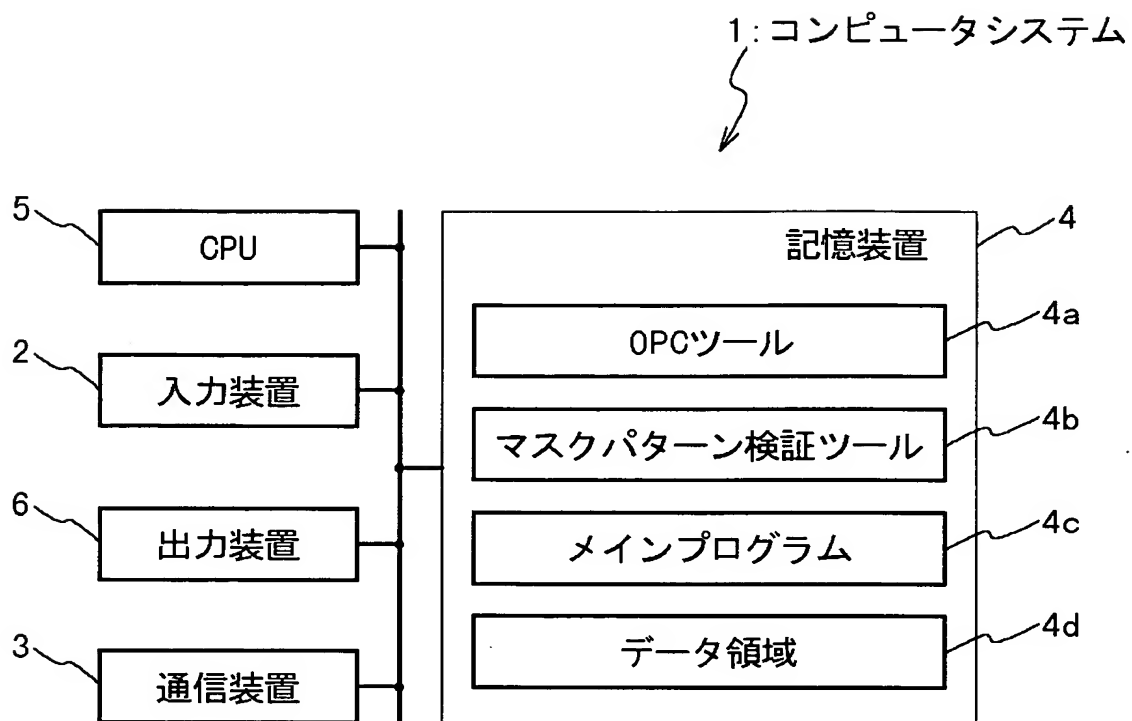 1:コンピュータシステム
5
CPU
2
入力装置
6
出力装置
3
通信装置
4
記憶装置
4a
OPCツール
4b
マスクパターン検証ツール
4c
メインプログラム
4d
データ領域